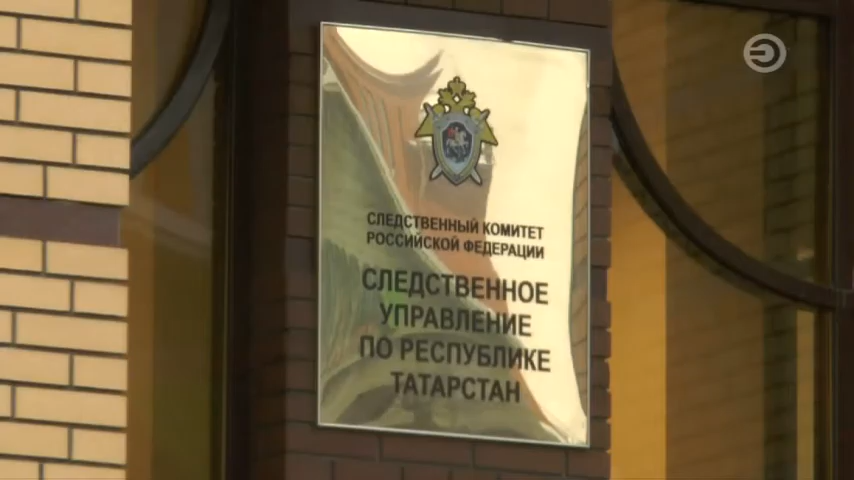 СЛЕДСТВЕННЫЙ КОМИТЕТ
РОССИЙСКОЙ ФЕДЕРАЦИИ
СЛЕДСТВЕННОЕ
УПРАВЛЕНИЕ
ПО РЕСПУБЛИКЕ
ТАТАРСТАН